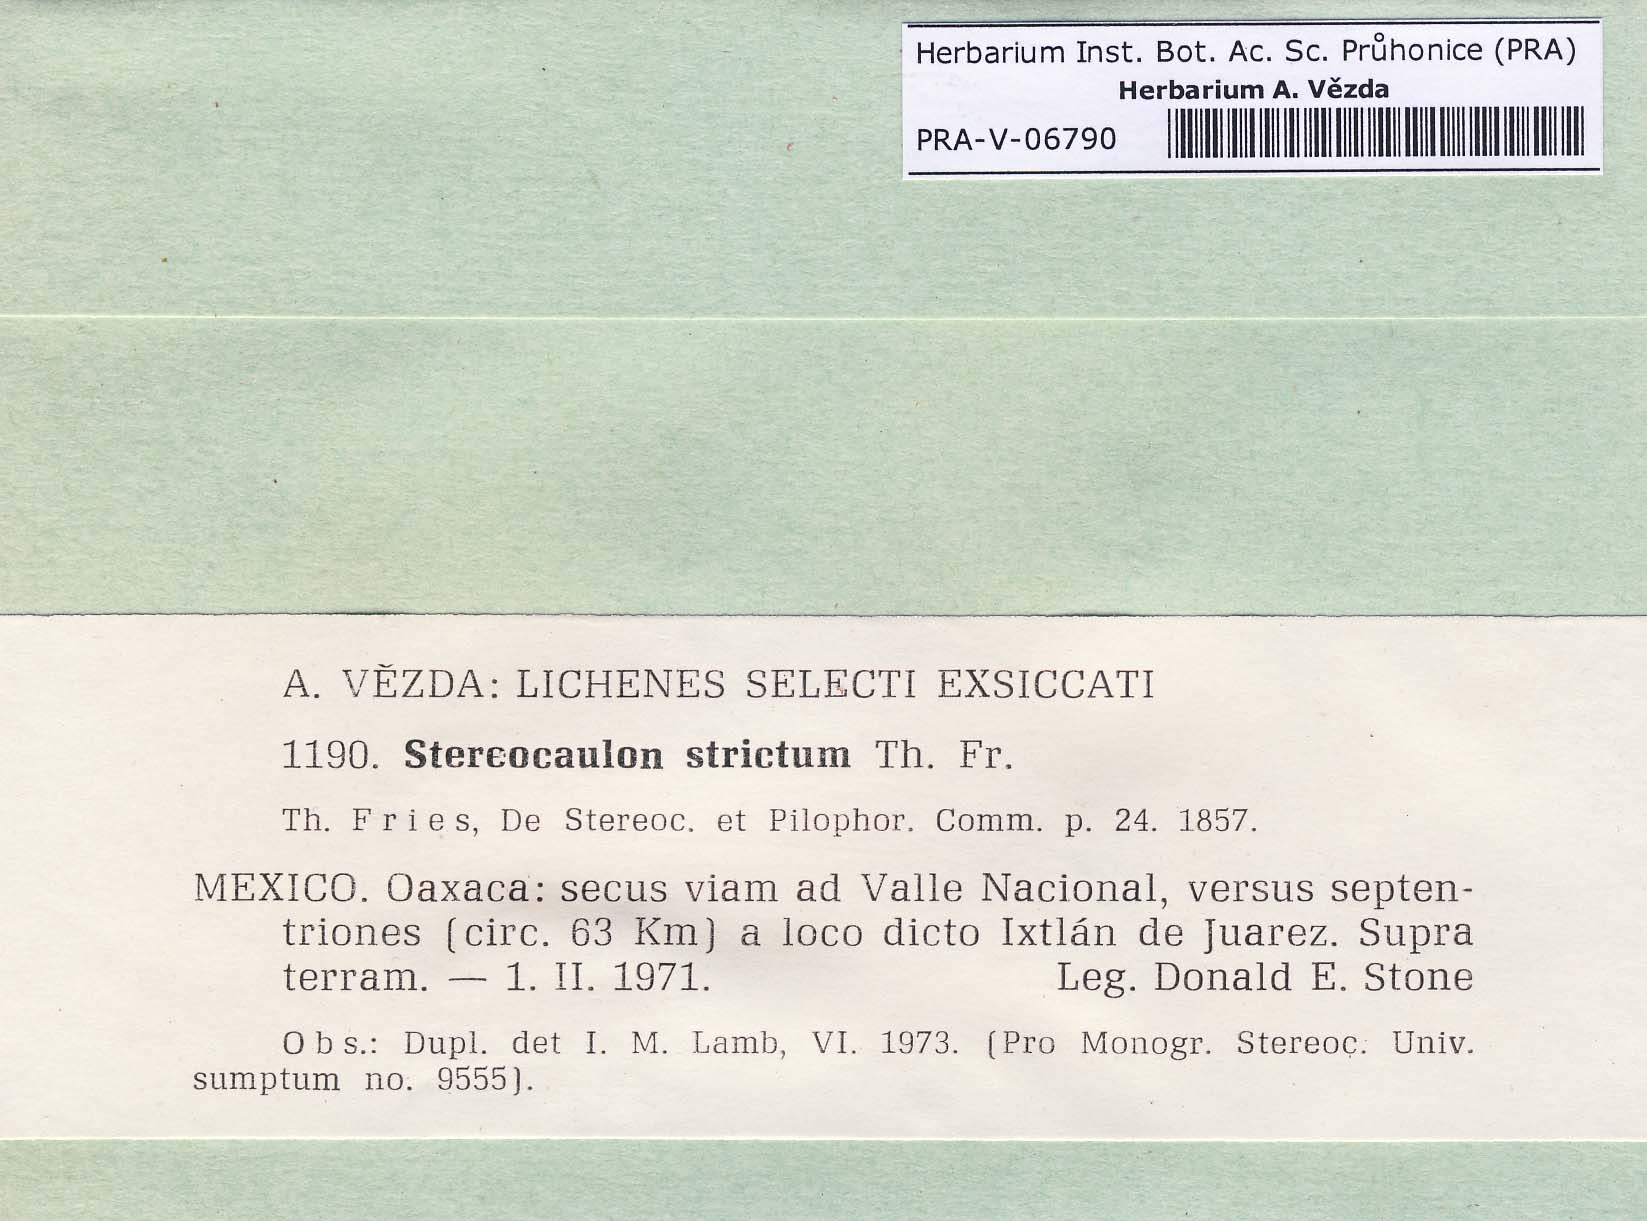 Herbarium Inst. Bot. Ac. Sc. Průhonice (PRA)
Herbarium A. Vězda
PRA-V-06790
A. VĚZDA: LICHENES SELECTI EXSICCATI
1190. Stereocaulon strictum Th. Fr.
Th. Fries, De Stereoc. et Pilophor. Comm. p. 24. 1857.
MEXICO. Oaxaca: secus viam ad Valle Nacional, versus septen-
triones (circ. 63 Km) a loco dicto Ixtlán de Juarez. Supra
terram. — 1. II. 1971. Leg. Donald E. Stone
Obs.: Dupl. det I. M. Lamb, VI. 1973. (Pro Monogr. Stereoc. Univ.
sumptum no. 9555).